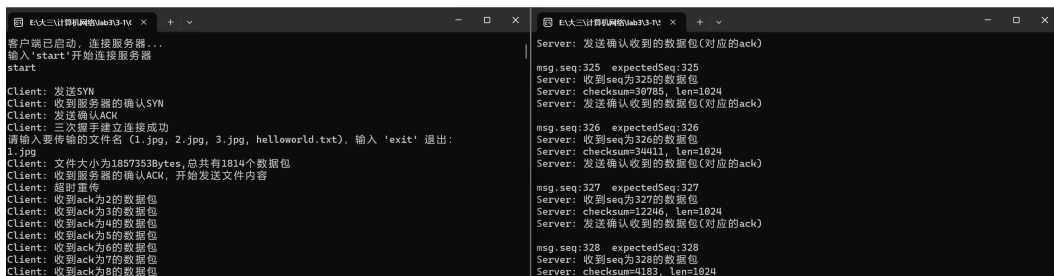 E:\大三\计算机网络\lab3\3-1\
客户端已启动，连接服务器...
输入'start'开始连接服务器
start
Client: 发送SYN
Client: 收到服务器的确认SYN
Client: 发送确认ACK
Client: 三次握手建立连接成功
请输入要传输的文件名 (1.jpg, 2.jpg, 3.jpg, helloworld.txt), 输入 'exit' 退出：
1.jpg
Client: 文件大小为1857353Bytes,总共有1814个数据包
Client: 收到服务器的确认ACK，开始发送文件内容
Client: 超时重传
Client: 收到ack为2的数据包
Client: 收到ack为3的数据包
Client: 收到ack为4的数据包
Client: 收到ack为5的数据包
Client: 收到ack为6的数据包
Client: 收到ack为7的数据包
Client: 收到ack为8的数据包
E:\大三\计算机网络\lab3\3-1\
Server: 发送确认收到的数据包(对应的ack)
msg.seq:325 expectedSeq:325
Server: 收到seq为325的数据包
Server: checksum=30785, len=1024
Server: 发送确认收到的数据包(对应的ack)
msg.seq:326 expectedSeq:326
Server: 收到seq为326的数据包
Server: checksum=34411, len=1024
Server: 发送确认收到的数据包(对应的ack)
msg.seq:327 expectedSeq:327
Server: 收到seq为327的数据包
Server: checksum=12246, len=1024
Server: 发送确认收到的数据包(对应的ack)
msg.seq:328 expectedSeq:328
Server: 收到seq为328的数据包
Server: checksum=4183, len=1024